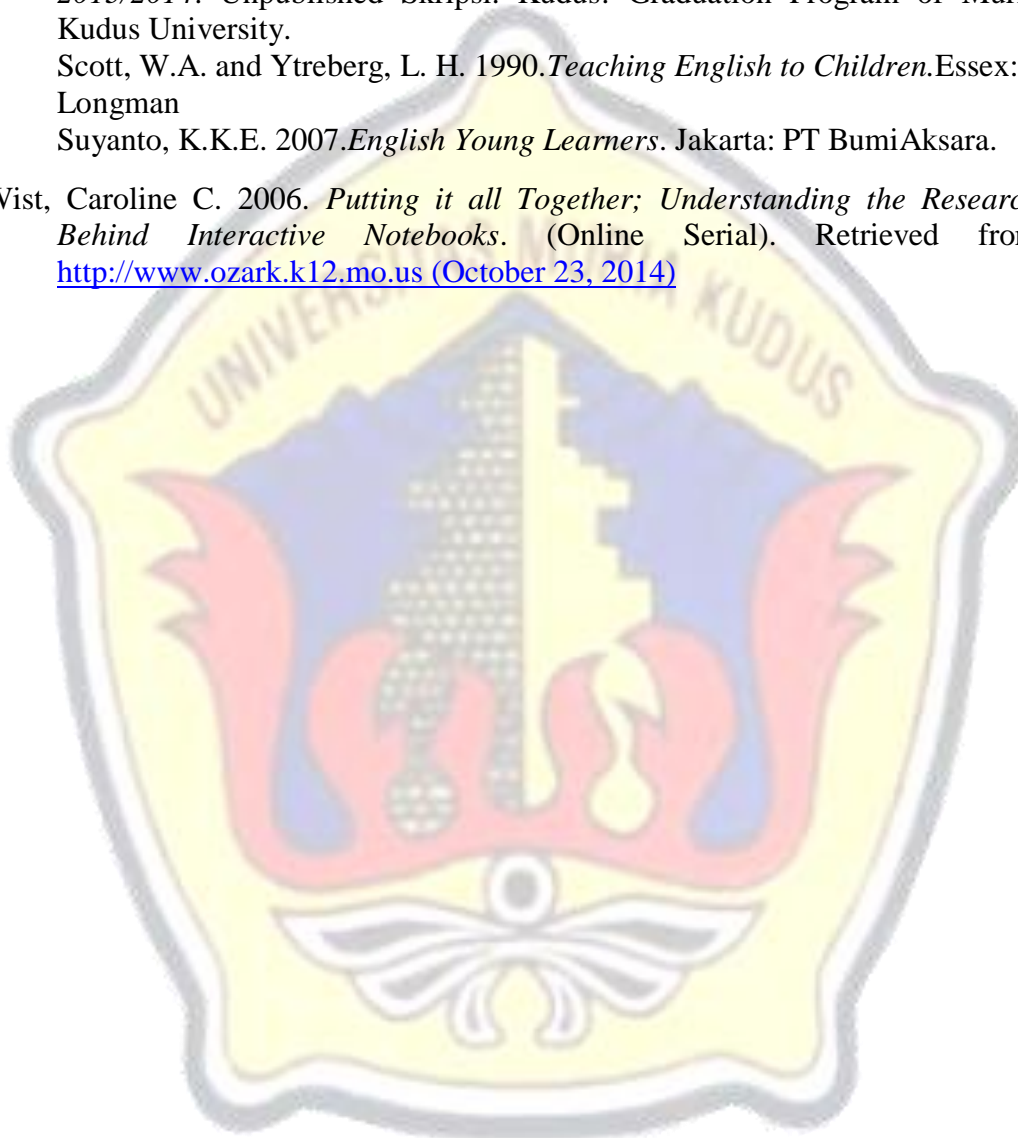 2013/2014. Unpublished Skripsi. Kudus: Graduation Program of
Kudus University.
Scott, W.A. and Ytreberg, L. H. 1990.Teaching English to Children.Essex:
Longman
Suyanto, K.K.E. 2007.English Young Learners. Jakarta: PT BumiAksara.
Wist, Caroline C. 2006. Putting it all Together; Understanding the Researc
Behind Interactive Notebooks. (Online Serial). Retrieved from
http://www.ozark.k12.mo.us (October 23, 2014)
UNIVERSITAS MURIA KUDUS